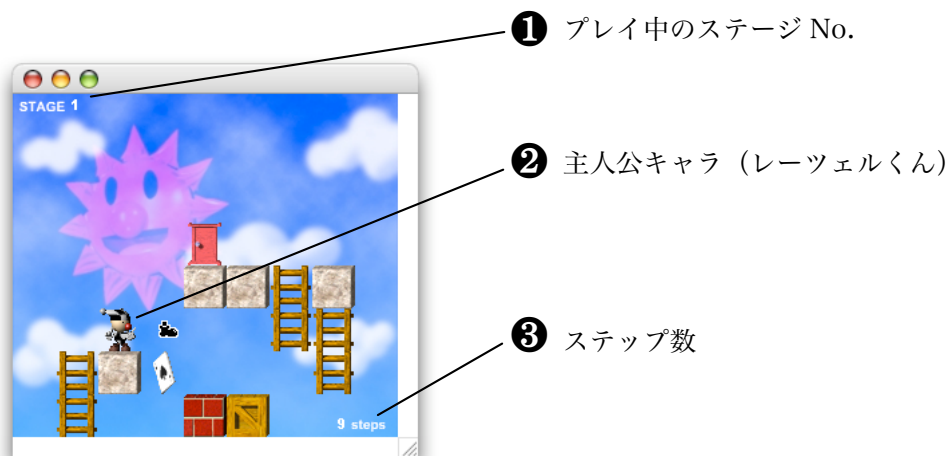 ❶ プレイ中のステージ No.
STAGE 1
❷ 主人公キャラ（レーツェルくん）
❸ ステップ数
9 steps